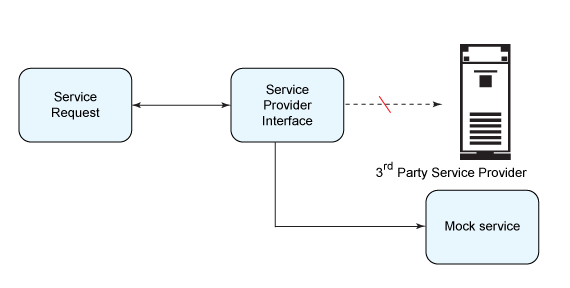 Service
Request
Service
Provider
Interface
3rd Party Service Provider
Mock service